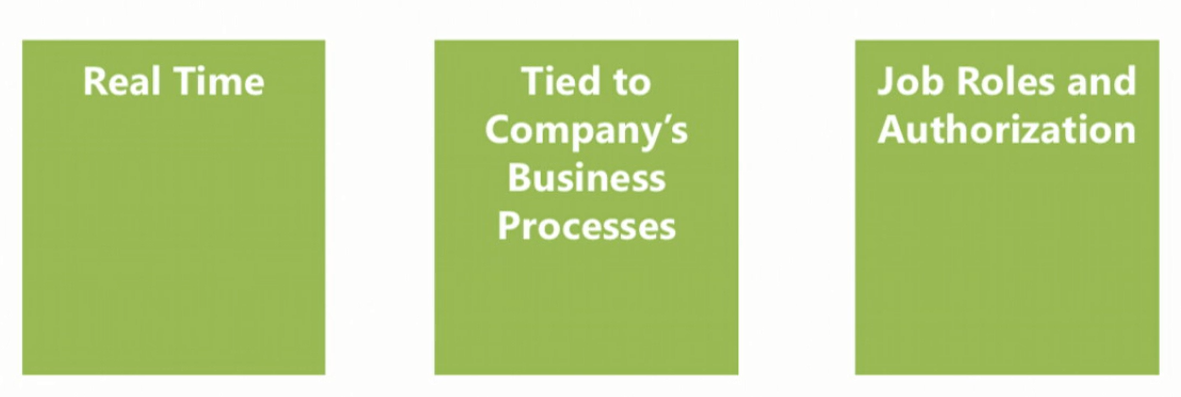 Real Time
Tied to
Company’s
Business
Processes
Job Roles and
Authorization